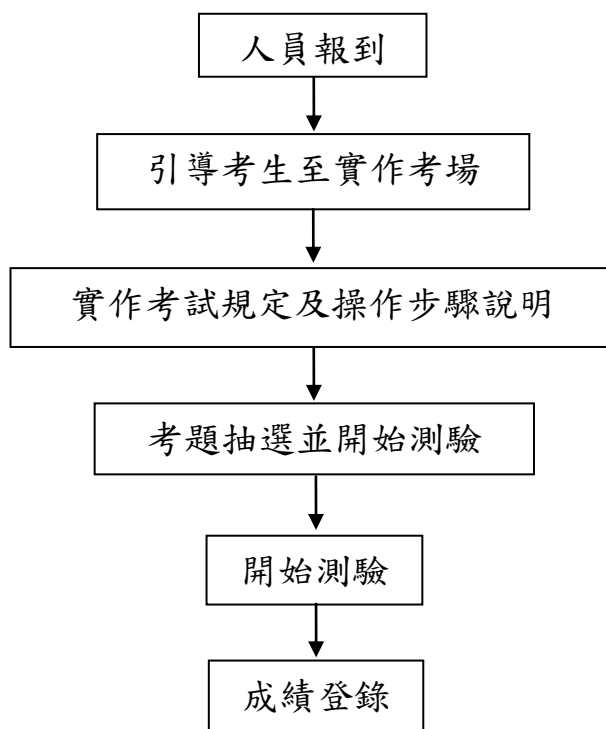 人員報到
引導考生至實作考場
實作考試規定及操作步驟說明
考題抽選並開始測驗
開始測驗
成績登錄